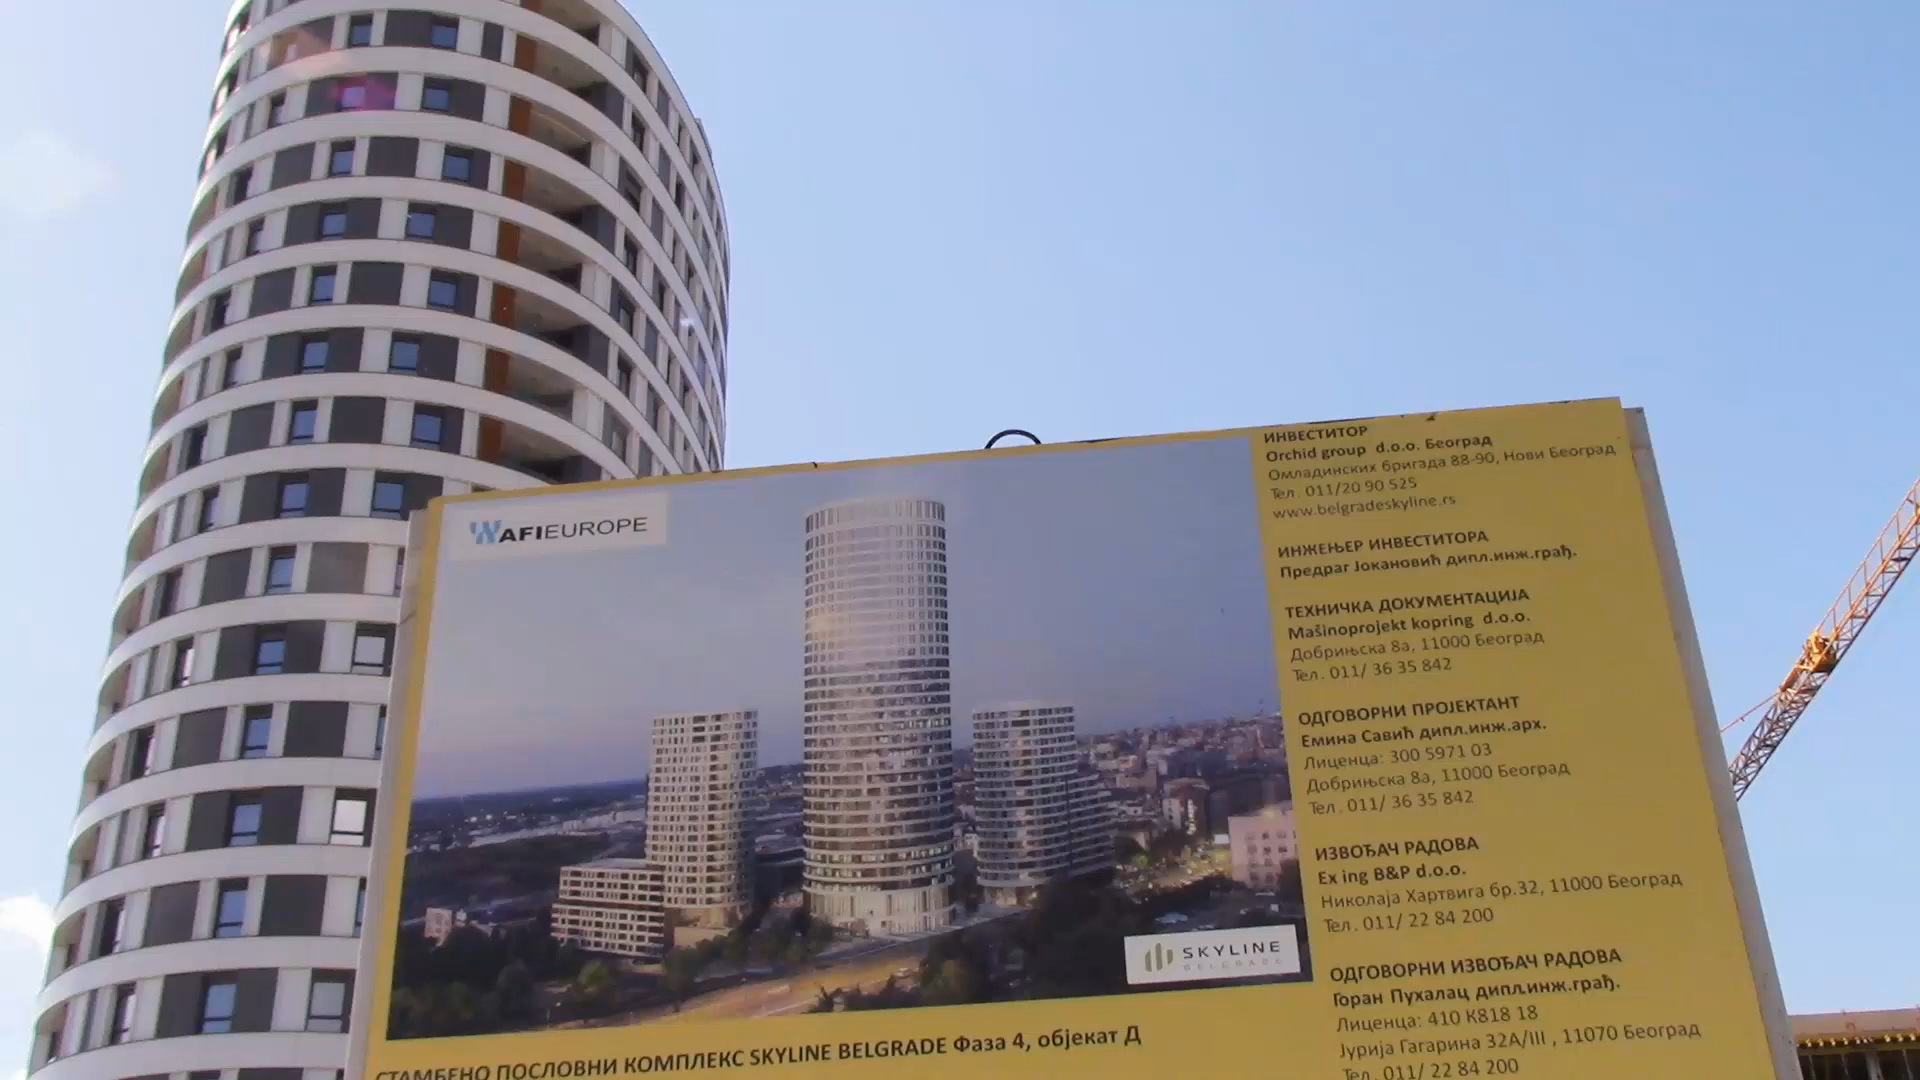 AFIEUROPE
ИНВЕСТИТОР
Orchid group d.o.o. Београд
Омладинских бригада 88-90, Нови Београд
Тел. 011/20 90 525
www.belgradeskyline.rs
ИНЖЕЊЕР ИНВЕСТИТОРА
Предраг Јокановић дипл.инж.грађ.
ТЕХНИЧКА ДОКУМЕНТАЦИЈА
Mašinoprojekt kopring d.o.o.
Добрињска 8а, 11000 Београд
Тел. 011/ 36 35 842
ОДГОВОРНИ ПРОЈЕКТАНТ
Емина Савић дипл.инж.арх.
Лиценца: 300 5971 03
Добрињска 8а, 11000 Београд
Тел. 011/ 36 35 842
ИЗВОЂАЧ РАДОВА
Ex ing B&P d.o.o.
Николаја Хартвига бр.32, 11000 Београд
Тел. 011/ 22 84 200
ОДГОВОРНИ ИЗВОЂАЧ РАДОВА
Горан Пухалац дипл.инж.грађ.
Лиценца: 410 К818 18
Јурија Гагарина 32А/III , 11070 Београд
Тел. 011/ 22 84 200
SKYLINE
BELGRADE
СТАМБЕНО ПОСЛОВНИ КОМПЛЕКС SKYLINE BELGRADE Фаза 4, објекат Д